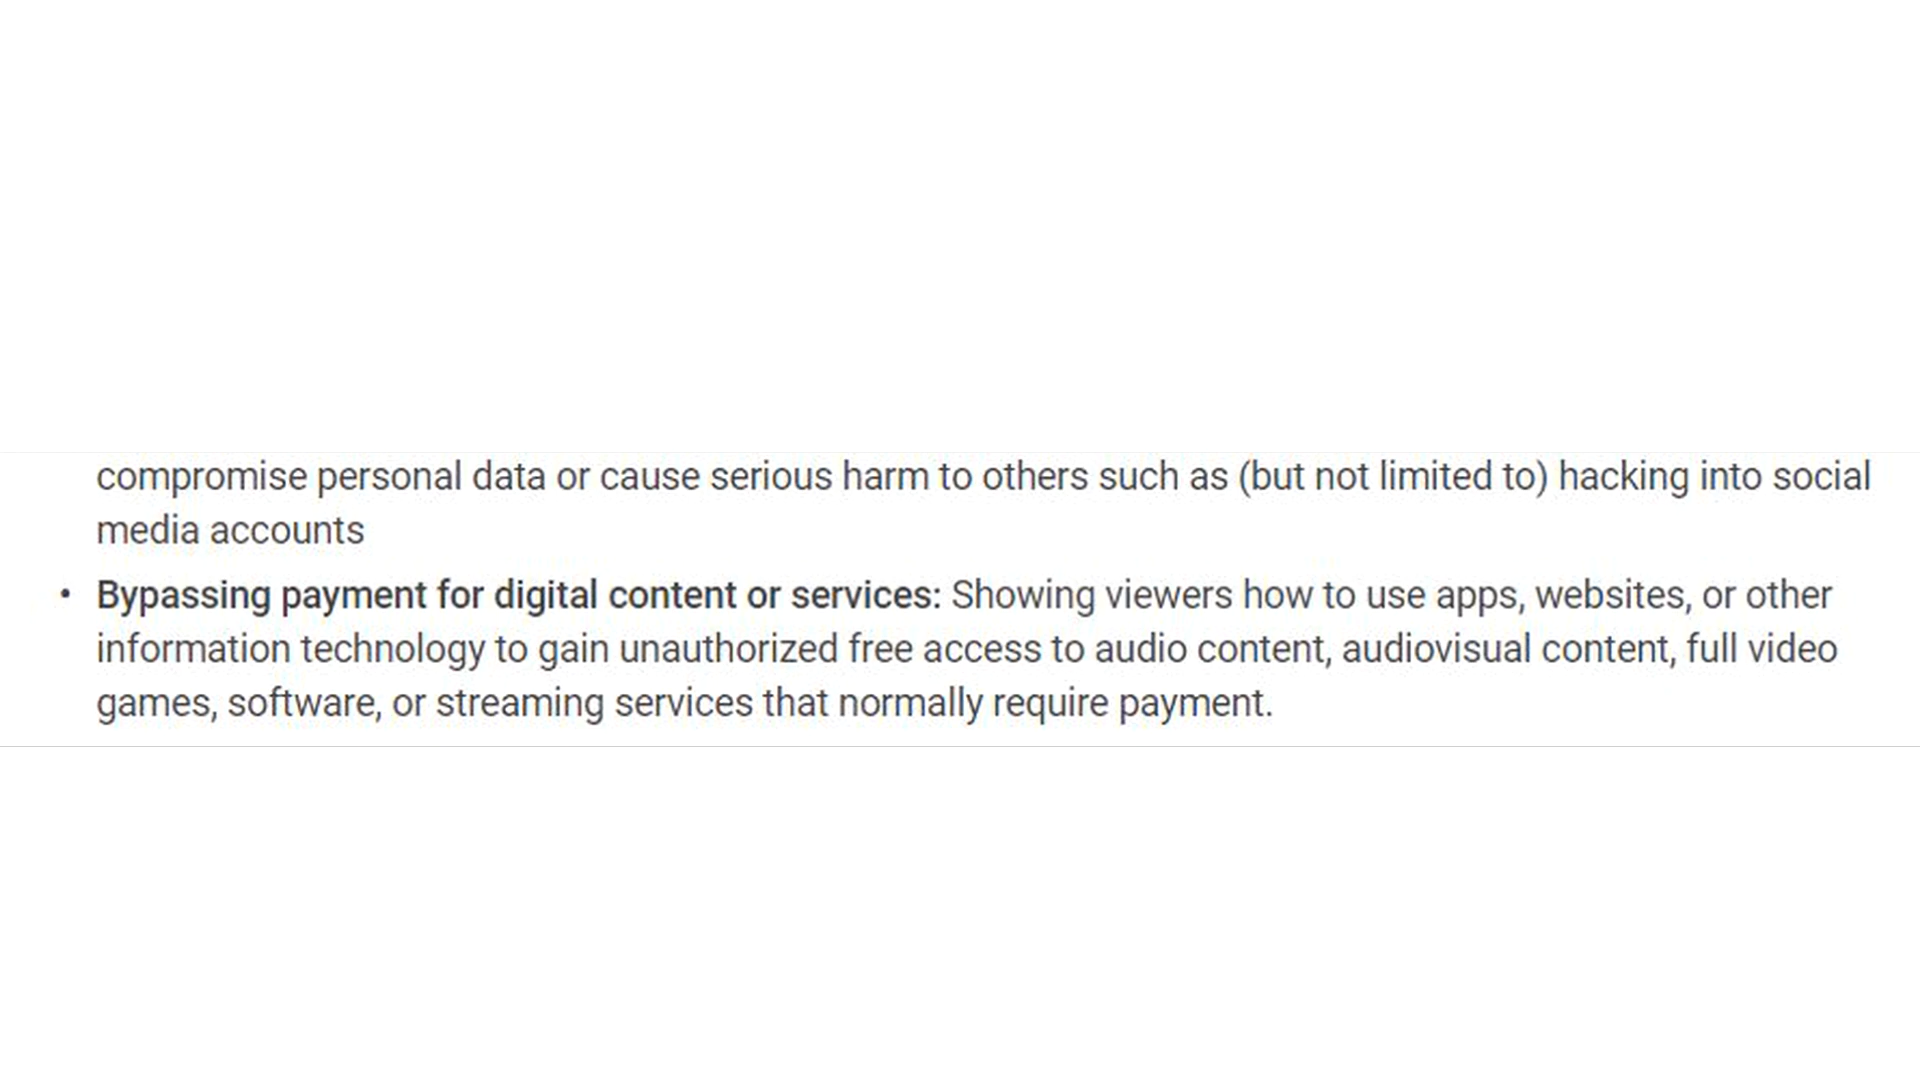 compromise personal data or cause serious harm to others such as (but not limited to) hacking into social
media accounts
• Bypassing payment for digital content or services: Showing viewers how to use apps, websites, or other
information technology to gain unauthorized free access to audio content, audiovisual content, full video
games, software, or streaming services that normally require payment.